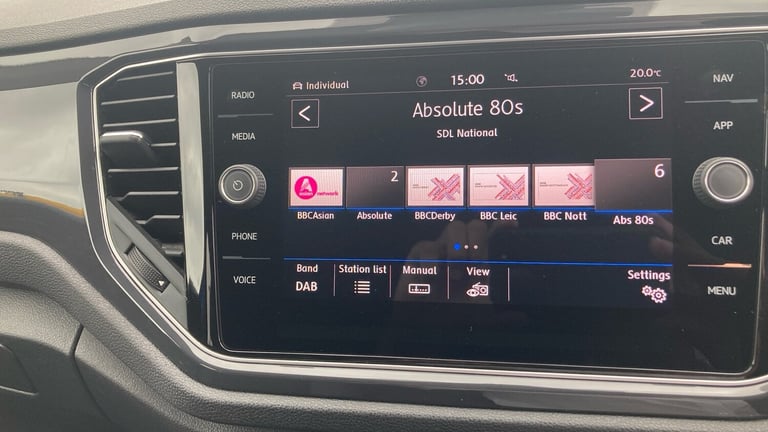 RADIO
MEDIA
PHONE
VOICE
Individual
15:00
20.0°C
<
Absolute 80s
>
SDL National
2
6
BBCAsian
Absolute
BBCDerby
BBC Leic
BBC Nott
Abs 80s
Band
DAB
Station list
Manual
View
Settings
NAV
APP
CAR
MENU